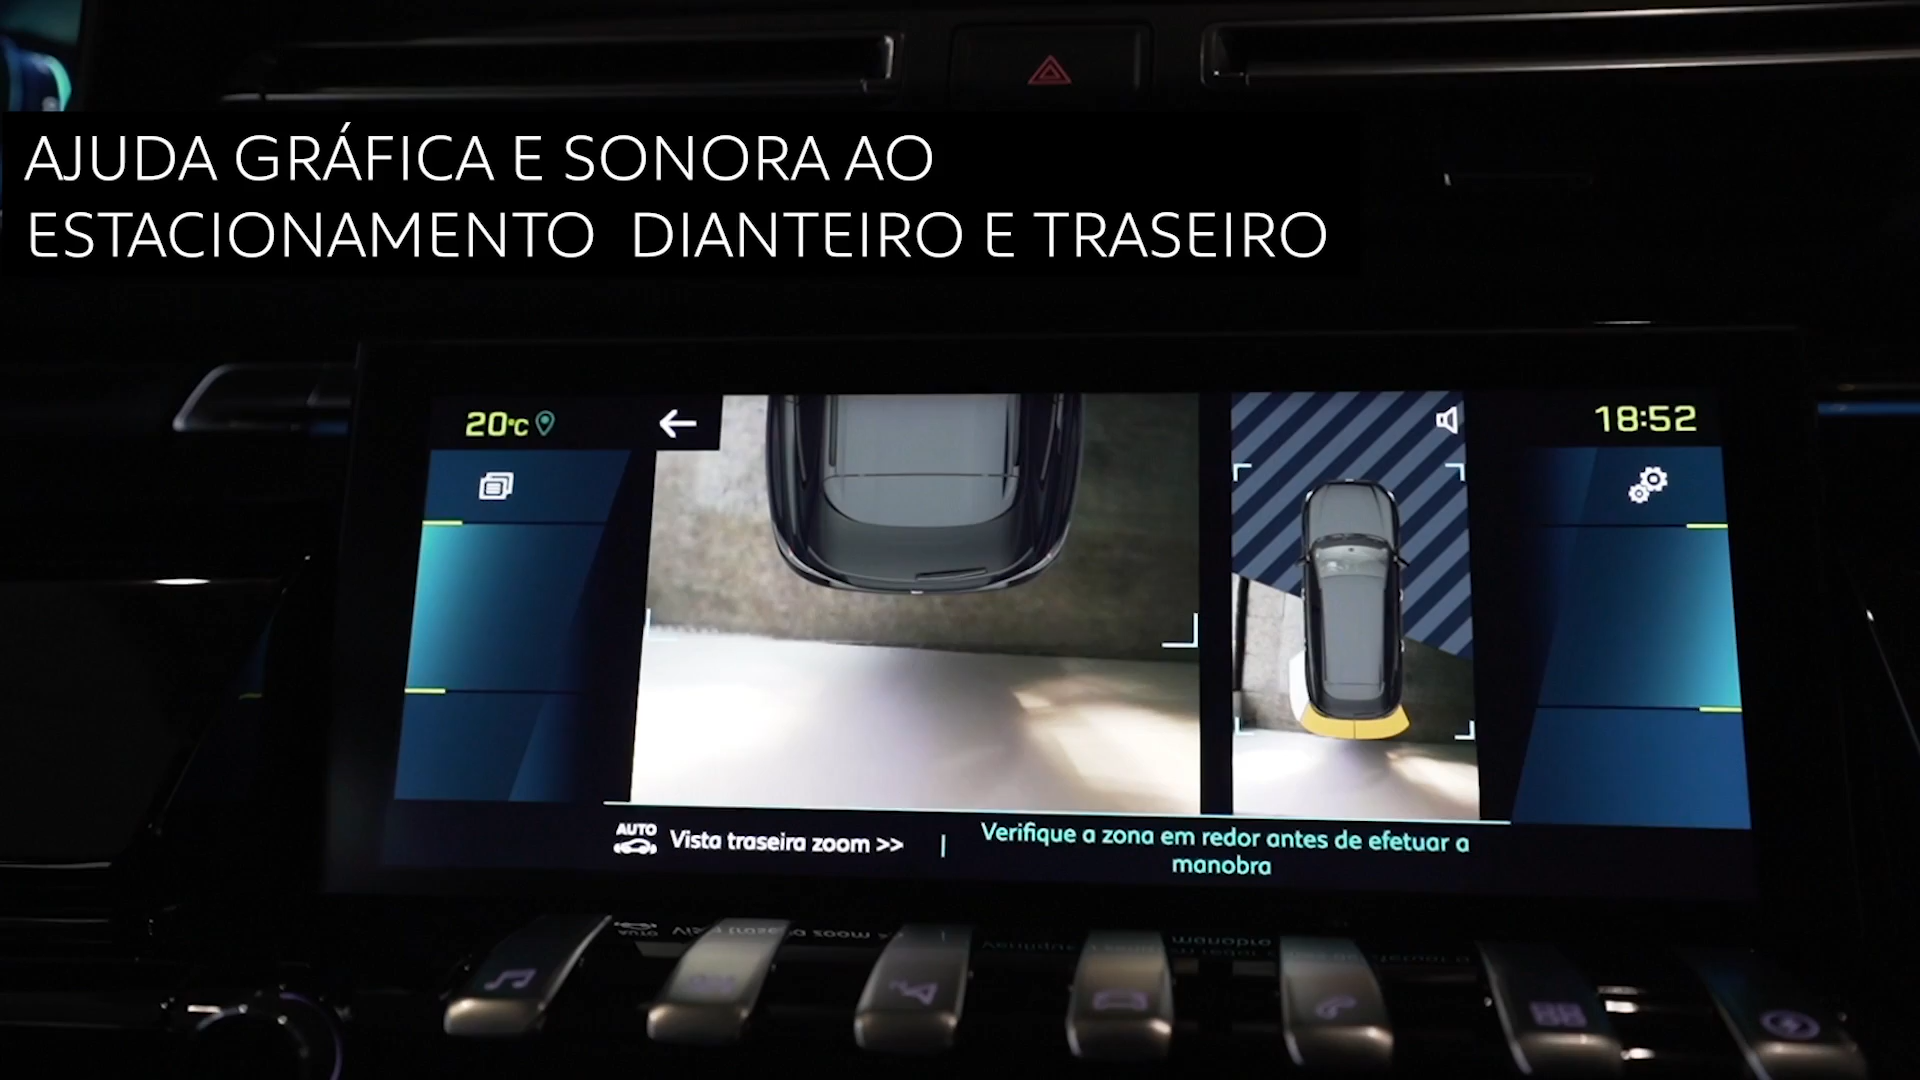 AJUDA GRÁFICA E SONORA AO
ESTACIONAMENTO DIANTEIRO E TRASEIRO
20°C
18:52
AUTO
Vista traseira zoom >> |
Verifique a zona em redor antes de efetuar a
manobra